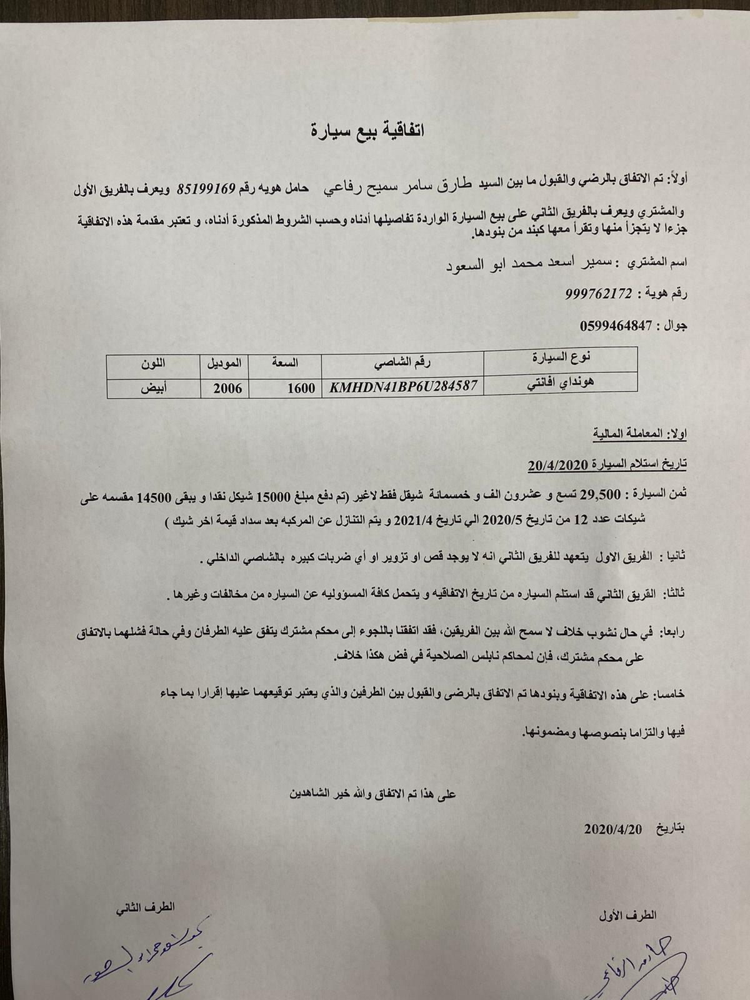 اتفاقية بيع سيارة
أولاً: تم الاتفاق بالرضي والقبول ما بين السيد طارق سامر سميح رفاعي حامل هويه رقم 85199169 ويعرف بالفريق الأول
والمشتري ويعرف بالفريق الثاني على بيع السيارة الواردة تفاصيلها أدناه وحسب الشروط المذكورة أدناه، و تعتبر مقدمة هذه الاتفاقية
جزءا لا يتجزأ منها وتقرأ معها كبند من بنودها.
اسم المشتري : سمير اسعد محمد ابو السعود
رقم هوية : 999762172
جوال : 0599464847
نوع السيارة رقم الشاصي السعة الموديل اللون
هونداي افانتي KMHDN41BP6U284587 1600 2006 أبيض
اولا: المعاملة المالية
تاريخ استلام السيارة 20/4/2020
ثمن السيارة : 29,500 تسع و عشرون الف و خمسمائة شيقل فقط لاغير (تم دفع مبلغ 15000 شيكل نقدا و يبقى 14500 مقسمه على
شيكات عدد 12 من تاريخ 2020/5 الي تاريخ 2021/4 و يتم التنازل عن المركبه بعد سداد قيمة اخر شيك )
ثانيا : الفريق الاول يتعهد للفريق الثاني انه لا يوجد قص او تزوير او أي ضربات كبيره بالشاصي الداخلي .
ثالثا: الفريق الثاني قد استلم السياره من تاريخ الاتفاقيه و يتحمل كافة المسؤوليه عن السياره من مخالفات وغيرها .
رابعا: في حال نشوب خلاف لا سمح الله بين الفريقين، فقد اتفقنا باللجوء إلى محكم مشترك يتفق عليه الطرفان وفي حالة فشلهما بالاتفاق
على محكم مشترك، فإن لمحاكم نابلس الصلاحية في فض هكذا خلاف.
خامسا: على هذه الاتفاقية وبنودها تم الاتفاق بالرضى والقبول بين الطرفين والذي يعتبر توقيعهما عليها إقرارا بما جاء
فيها والتزاما بنصوصها ومضمونها.
على هذا تم الاتفاق والله خير الشاهدين
بتاريخ 2020/4/20
الطرف الأول الطرف الثاني